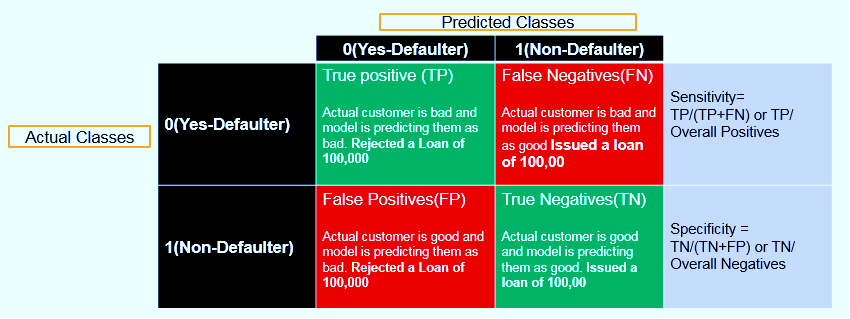 Predicted Classes
0(Yes-Defaulter)
1(Non-Defaulter)
Actual Classes
0(Yes-Defaulter)
True positive (TP)
Actual customer is bad and
model is predicting them as
bad. Rejected a Loan of
100,000
False Negatives(FN)
Actual customer is bad and
model is predicting them
as good Issued a loan
of 100,00
Sensitivity=
TP/(TP+FN) or TP/
Overall Positives
1(Non-Defaulter)
False Positives(FP)
Actual customer is good and
model is predicting them as
bad. Rejected a Loan of
100,000
True Negatives(TN)
Actual customer is good
and model is predicting
them as good. Issued a
loan of 100,00
Specificity =
TN/(TN+FP) or TN/
Overall Negatives